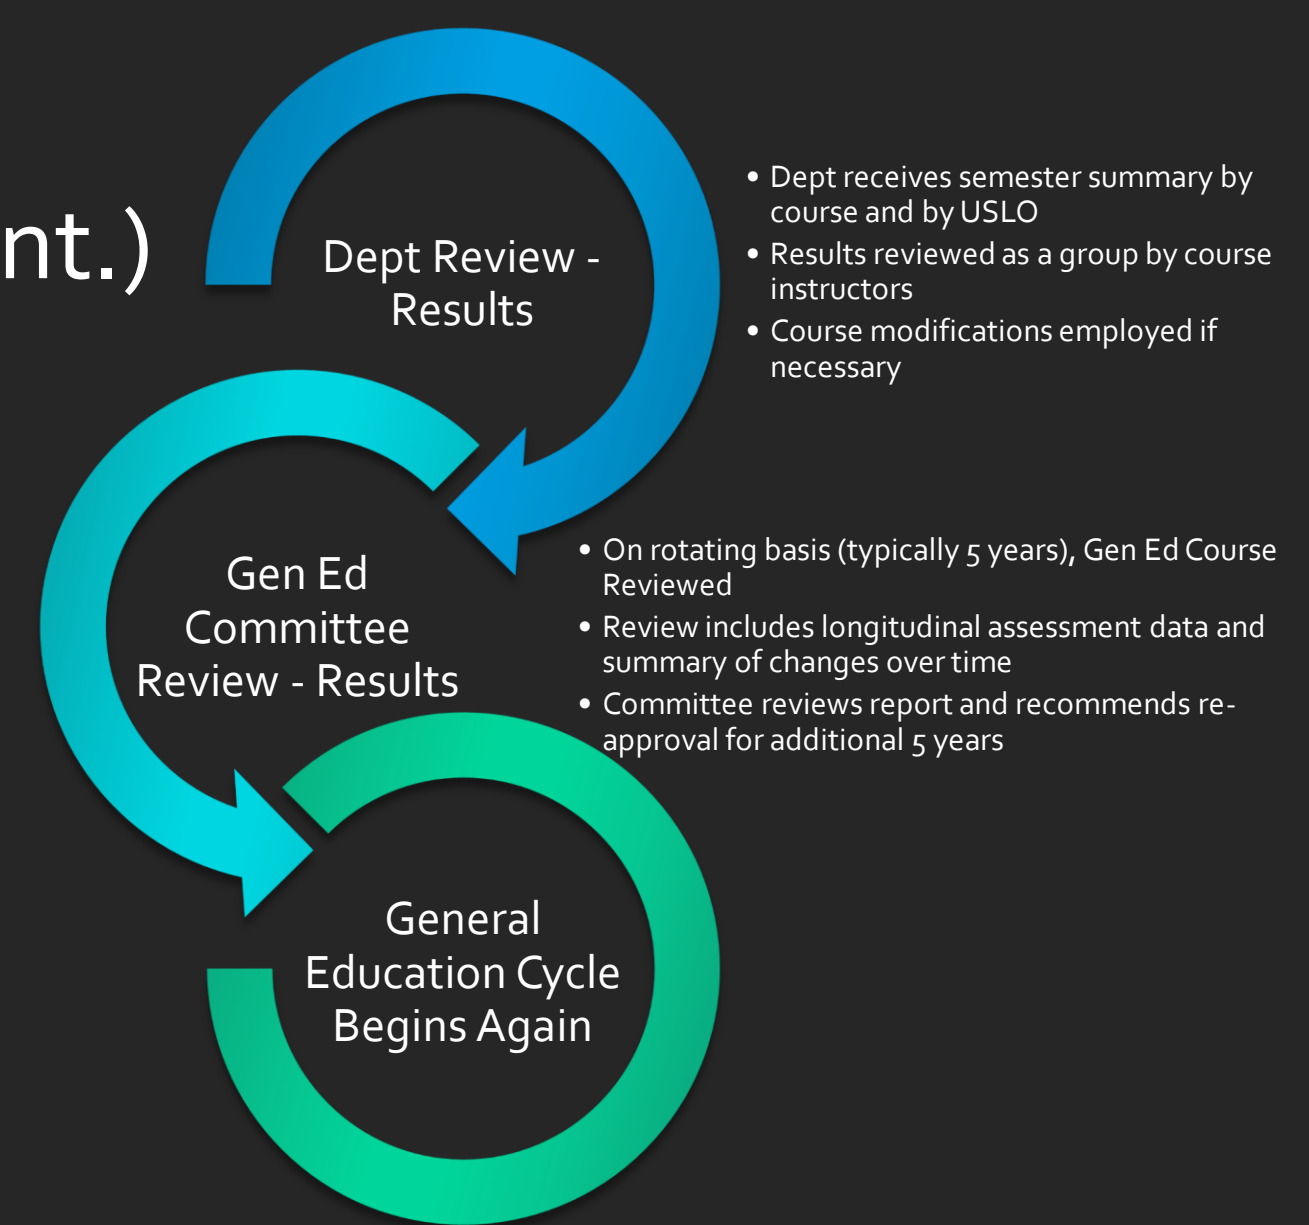 nt.)
Dept Review -
Results
• Dept receives semester summary by
course and by USLO
• Results reviewed as a group by course
instructors
• Course modifications employed if
necessary
Gen Ed
Committee
Review - Results
• On rotating basis (typically 5 years), Gen Ed Course
Reviewed
• Review includes longitudinal assessment data and
summary of changes over time
• Committee reviews report and recommends re-
approval for additional 5 years
General
Education Cycle
Begins Again